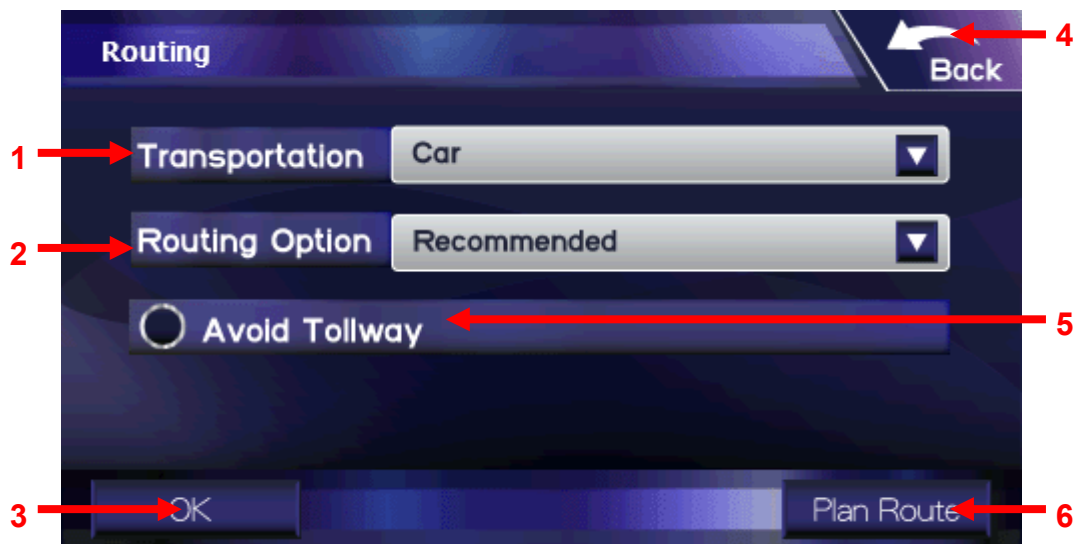 Routing
4
Back
1
Transportation
Car
2
Routing Option
Recommended
Avoid Tollway
5
3
OK
Plan Route
6